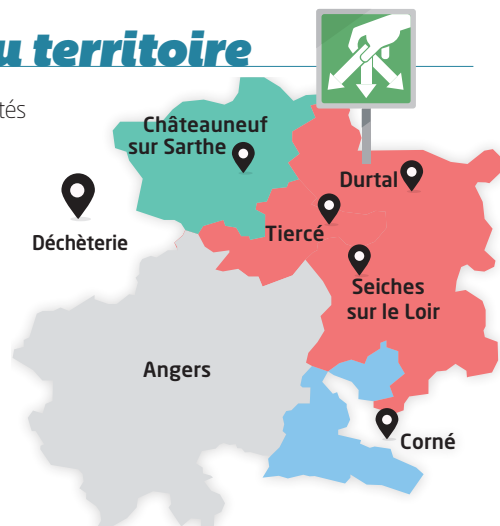 u territoire
tés
Châteauneuf
sur Sarthe
Durtal
Tiercé
Déchèterie
Seiches
sur le Loir
Angers
Corné